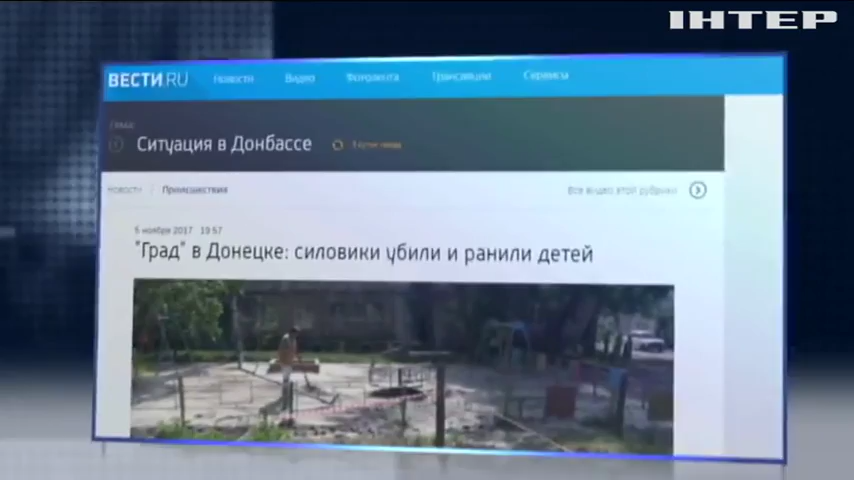 ІНТЕР
ВЕСТИ.RU Новости Видео Фотолента Трансляции Сервисы
Ситуация в Донбассе
Новости / Происшествия Все видео этой рубрики
5 ноября 2017 19:57
"Град" в Донецке: силовики убили и ранили детей